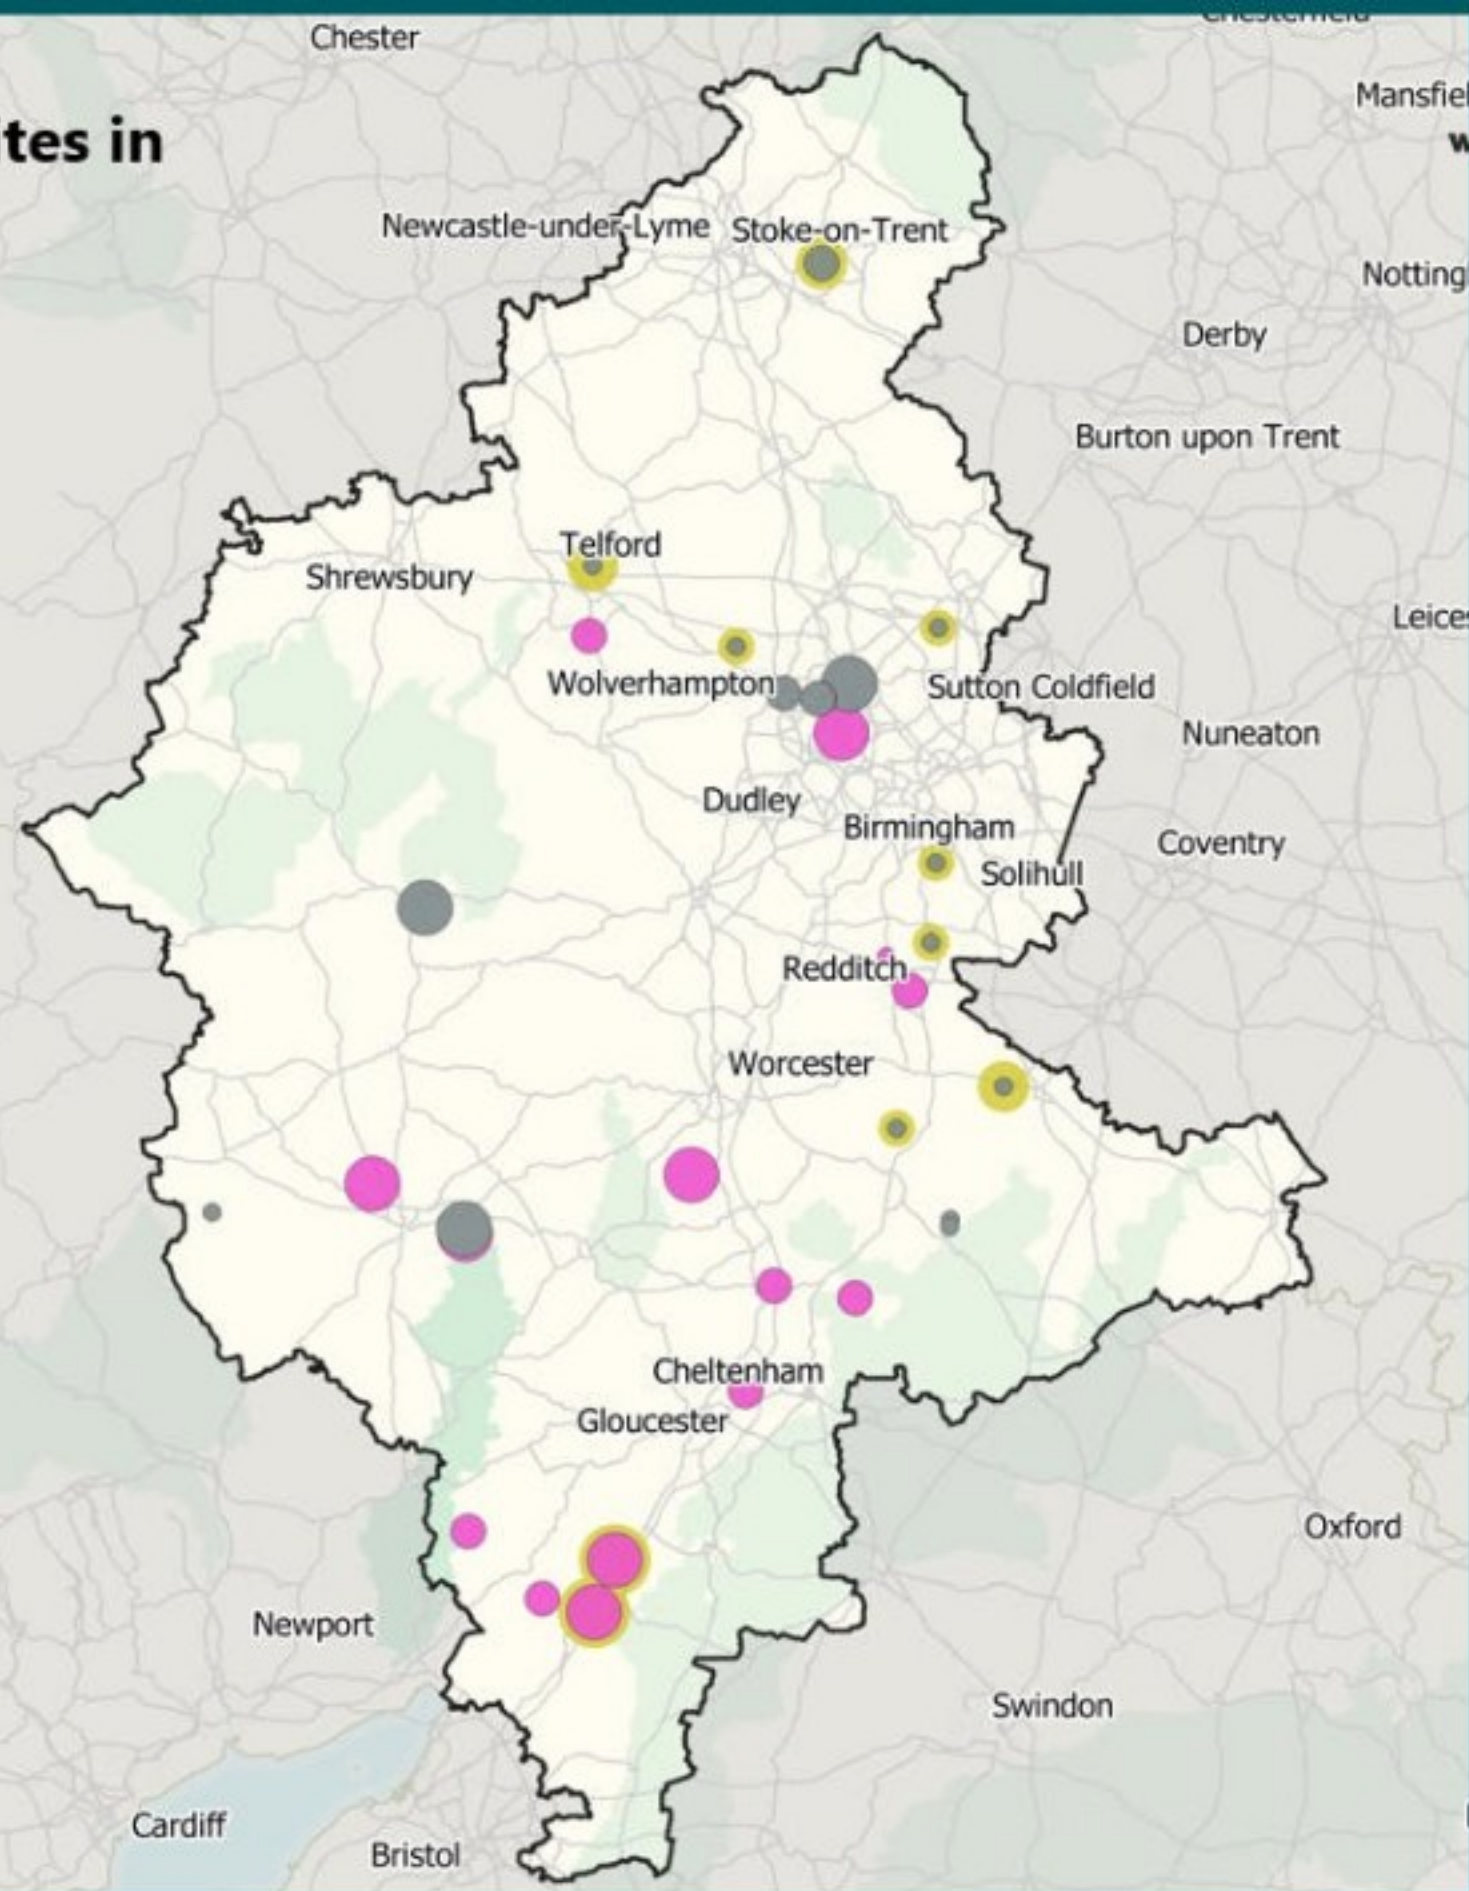 Chesterfield
Chester
Mansfiel
tes in
w
Newcastle-under-Lyme
Stoke-on-Trent
Notting
Derby
Burton upon Trent
Telford
Shrewsbury
Leices
Wolverhampton
Sutton Coldfield
Nuneaton
Dudley
Birmingham
Coventry
Solihull
Redditch
Worcester
Cheltenham
Gloucester
Oxford
Newport
Swindon
Cardiff
Bristol